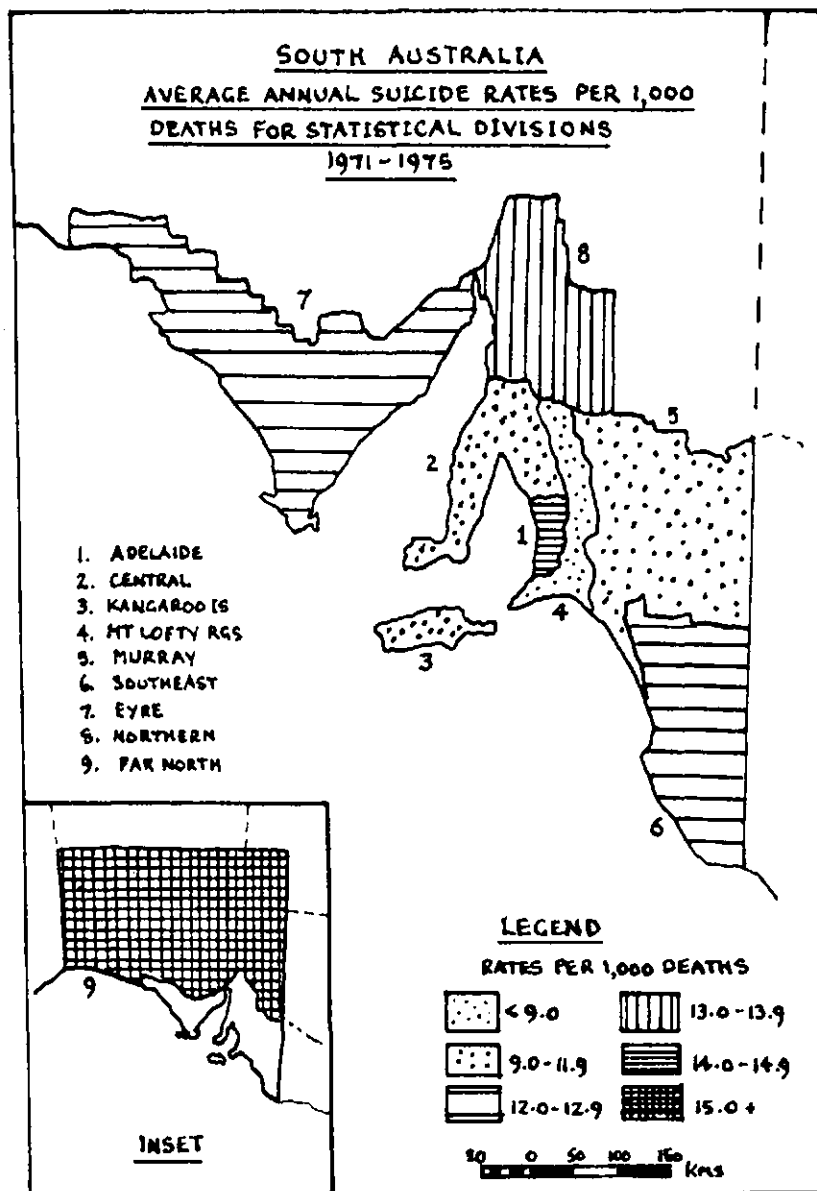 SOUTH AUSTRALIA
AVERAGE ANNUAL SUICIDE RATES PER 1,000
DEATHS FOR STATISTICAL DIVISIONS
1971-1975
8
7
5
2
1
4
3
6
1. ADELAIDE
2. CENTRAL
3. KANGAROO IS
4. MT LOFTY RGS
5. MURRAY
6. SOUTHEAST
7. EYRE
8. NORTHERN
9. FAR NORTH
9
INSET
LEGEND
RATES PER 1,000 DEATHS
< 9.0
13.0-13.9
9.0-11.9
14.0-14.9
12.0-12.9
15.0+
50 0 50 100 150 Kms